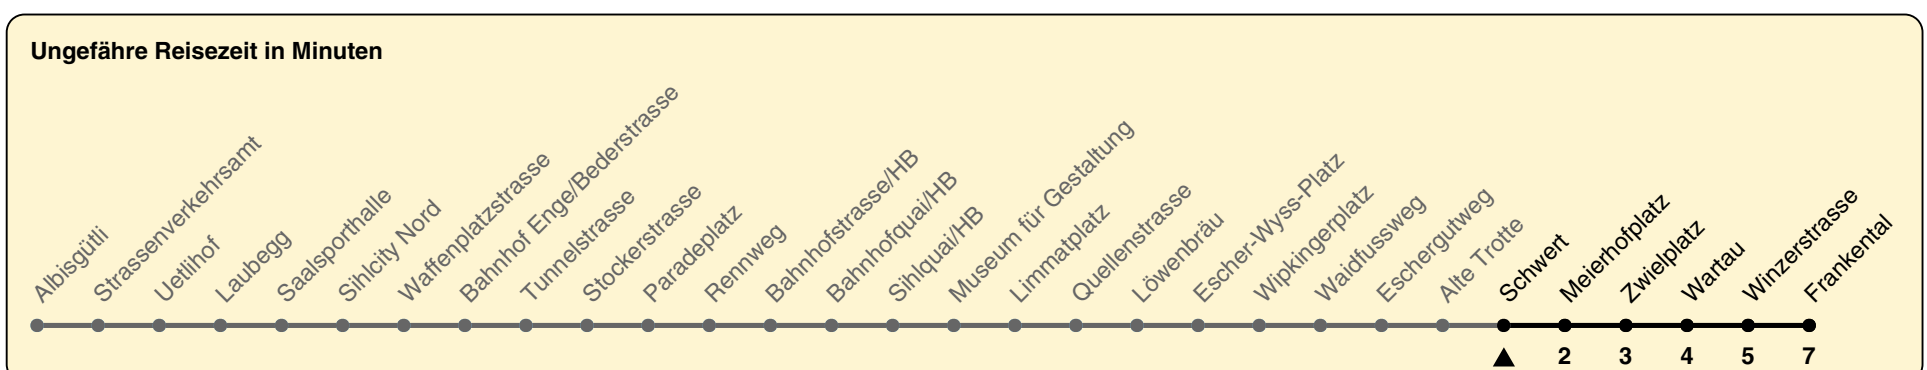 Ungefähre Reisezeit in Minuten
Albisgütli
Strassenverkehrsamt
Uetlihof
Laubegg
Saalsporthalle
Sihlcity Nord
Waffenplatzstrasse
Bahnhof Enge/Bederstrasse
Tunnelstrasse
Stockerstrasse
Paradeplatz
Rennweg
Bahnhofstrasse/HB
Bahnhofquai/HB
Sihlquai/HB
Museum für Gestaltung
Limmatplatz
Quellenstrasse
Löwenbräu
Escher-Wyss-Platz
Wipkingerplatz
Waidfussweg
Eschergutweg
Alte Trotte
Schwert
Meierhofplatz
Zwielplatz
Wartau
Winzerstrasse
Frankental
2 3 4 5 7